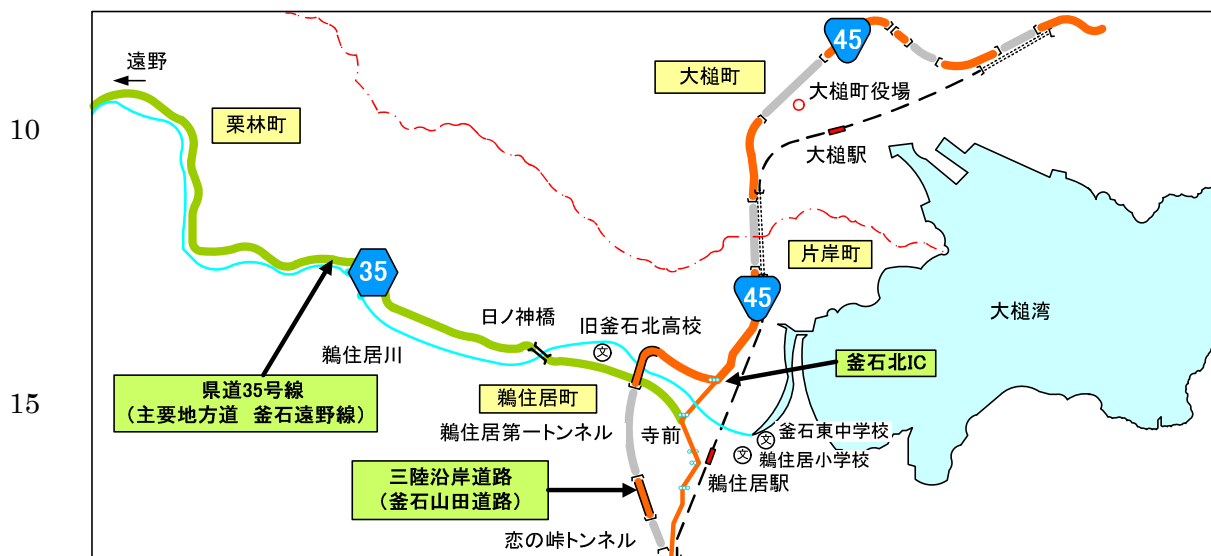 10
15
遠野
栗林町
45
大槌町
大槌町役場
大槌駅
片岸町
35
45
大槌湾
日ノ神橋
旧釜石北高校
文
鵜住居川
釜石北IC
県道35号線
（主要地方道　釜石遠野線）
鵜住居町
鵜住居第一トンネル
寺前
釜石東中学校
文
文
鵜住居小学校
鵜住居駅
三陸沿岸道路
（釜石山田道路）
恋の峠トンネル